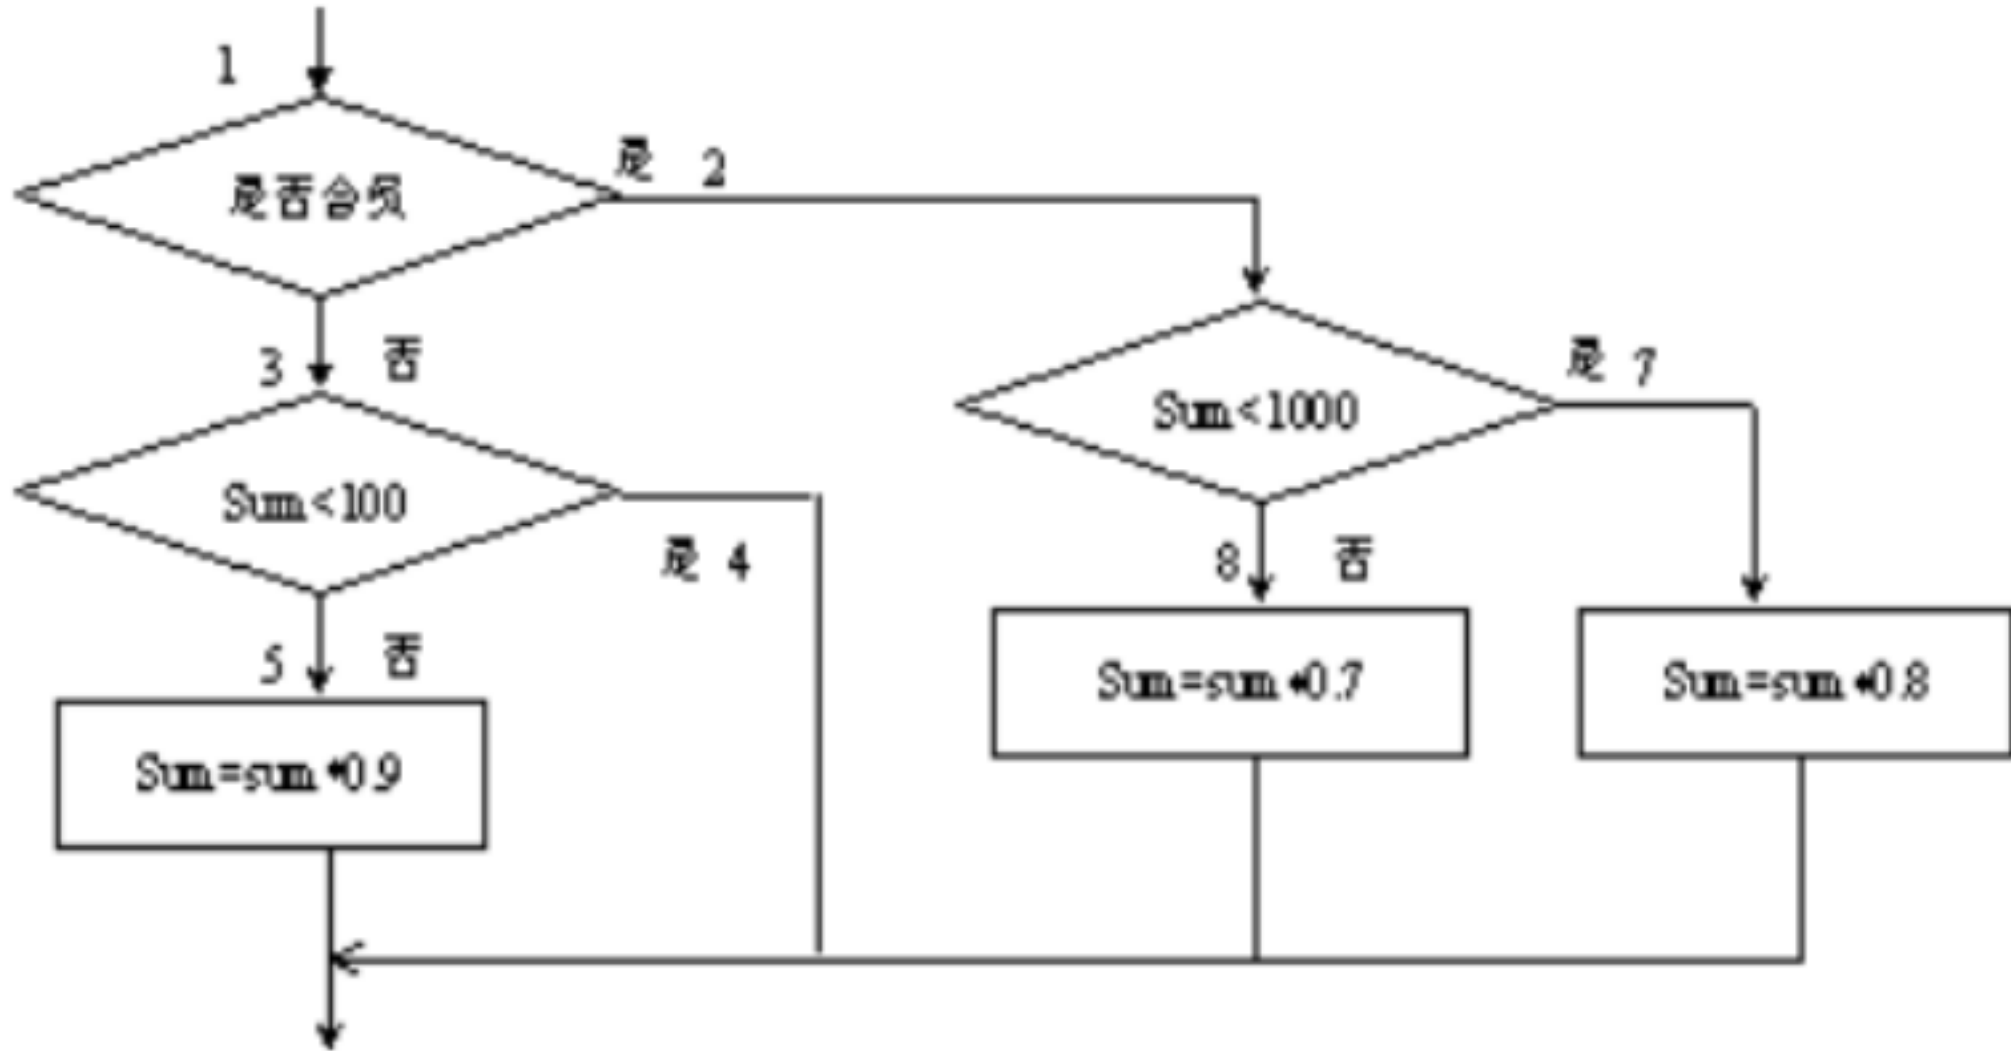 1
是 2
是否会员
3 否
是 7
Sum<1000
Sum<100
是 4
8 否
5 否
Sum=sum *0.7
Sum=sum *0.8
Sum=sum *0.9